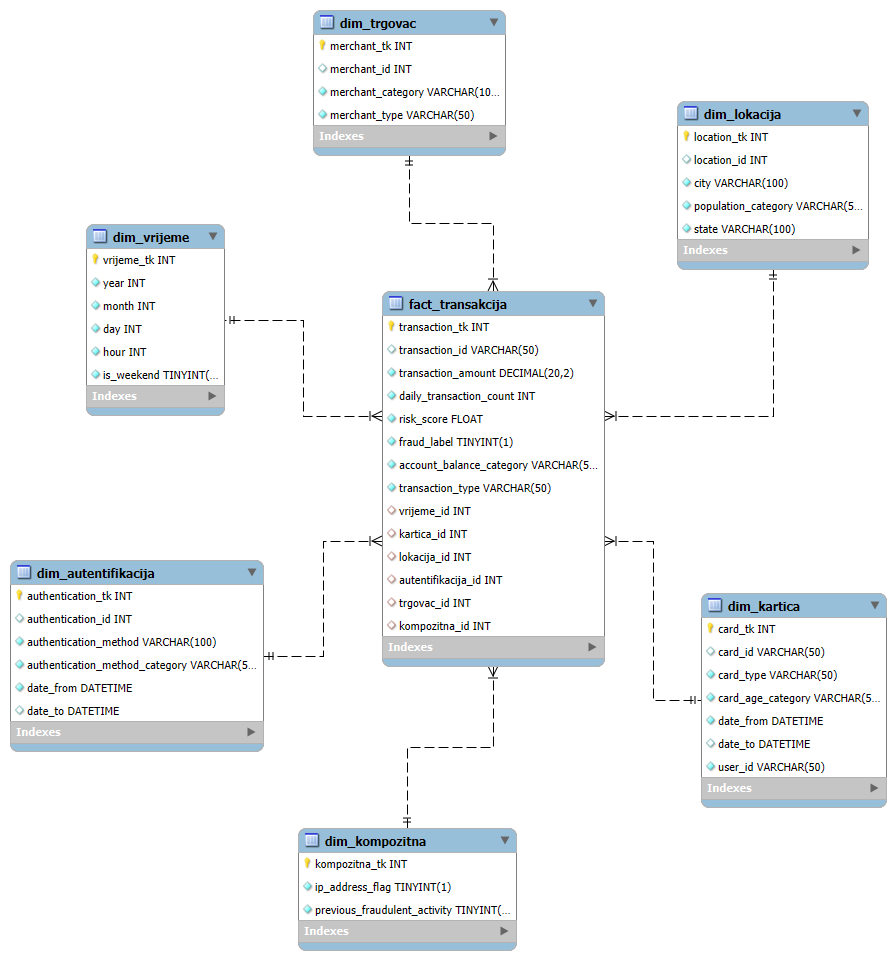 dim_trgovac
merchant_tk INT
merchant_id INT
merchant_category VARCHAR(10...
merchant_type VARCHAR(50)
Indexes
dim_lokacija
location_tk INT
location_id INT
city VARCHAR(100)
population_category VARCHAR(5...
state VARCHAR(100)
Indexes
dim_vrijeme
vrijeme_tk INT
year INT
month INT
day INT
hour INT
is_weekend TINYINT(...
Indexes
fact_transakcija
transaction_tk INT
transaction_id VARCHAR(50)
transaction_amount DECIMAL(20,2)
daily_transaction_count INT
risk_score FLOAT
fraud_label TINYINT(1)
account_balance_category VARCHAR(5...
transaction_type VARCHAR(50)
vrijeme_id INT
kartica_id INT
lokacija_id INT
autentifikacija_id INT
trgovac_id INT
kompozitna_id INT
Indexes
dim_autentifikacija
authentication_tk INT
authentication_id INT
authentication_method VARCHAR(100)
authentication_method_category VARCHAR(5...
date_from DATETIME
date_to DATETIME
Indexes
dim_kartica
card_tk INT
card_id VARCHAR(50)
card_type VARCHAR(50)
card_age_category VARCHAR(5...
date_from DATETIME
date_to DATETIME
user_id VARCHAR(50)
Indexes
dim_kompozitna
kompozitna_tk INT
ip_address_flag TINYINT(1)
previous_fraudulent_activity TINYINT(...
Indexes